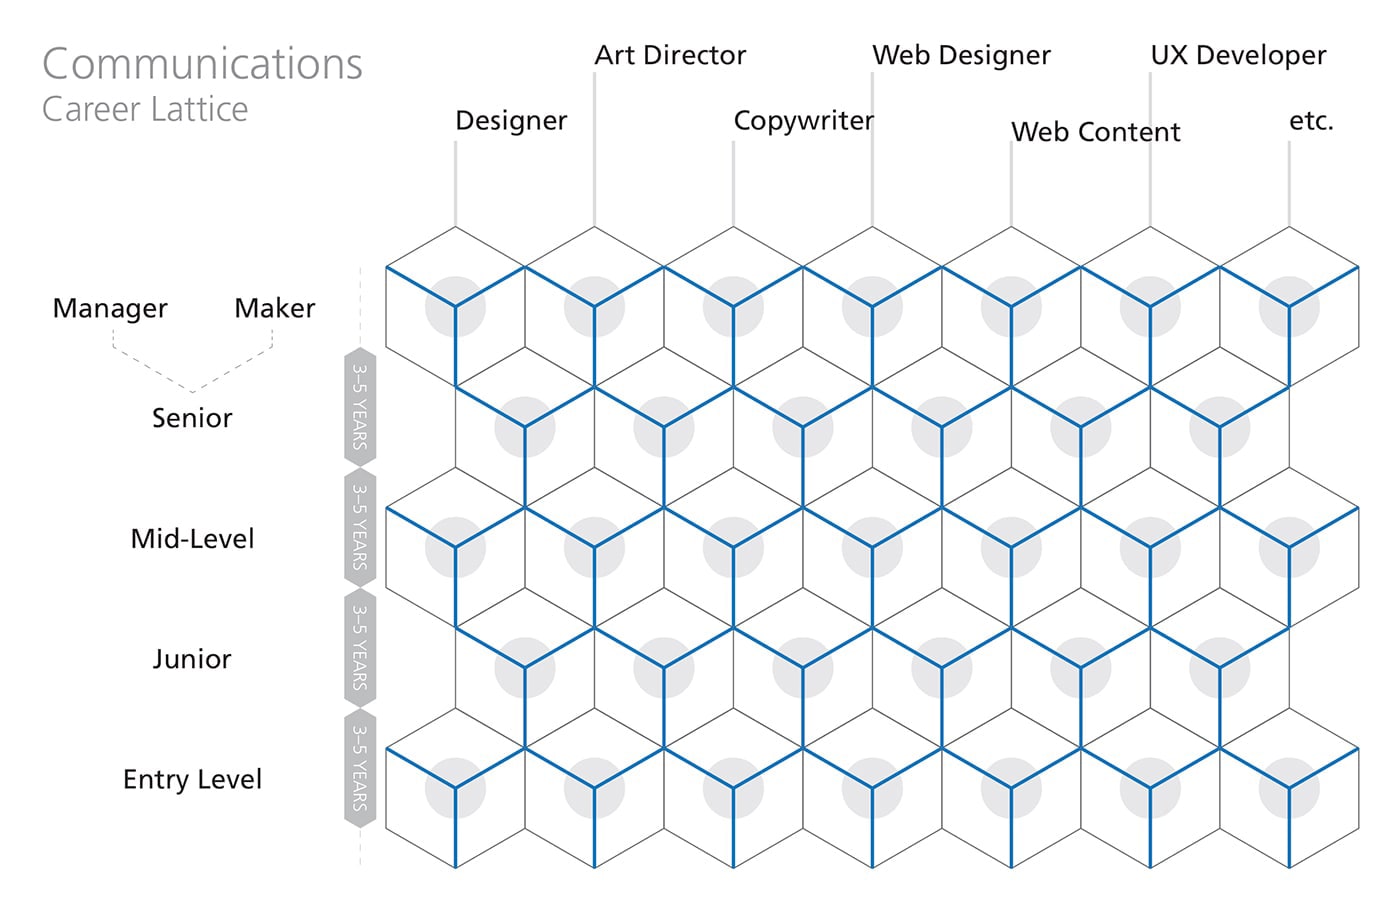 Communications
Career Lattice
Art Director
Web Designer
UX Developer
Designer
Copywriter
Web Content
etc.
Manager
Maker
Senior
Mid-Level
Junior
Entry Level
3–5 YEARS
3–5 YEARS
3–5 YEARS
3–5 YEARS